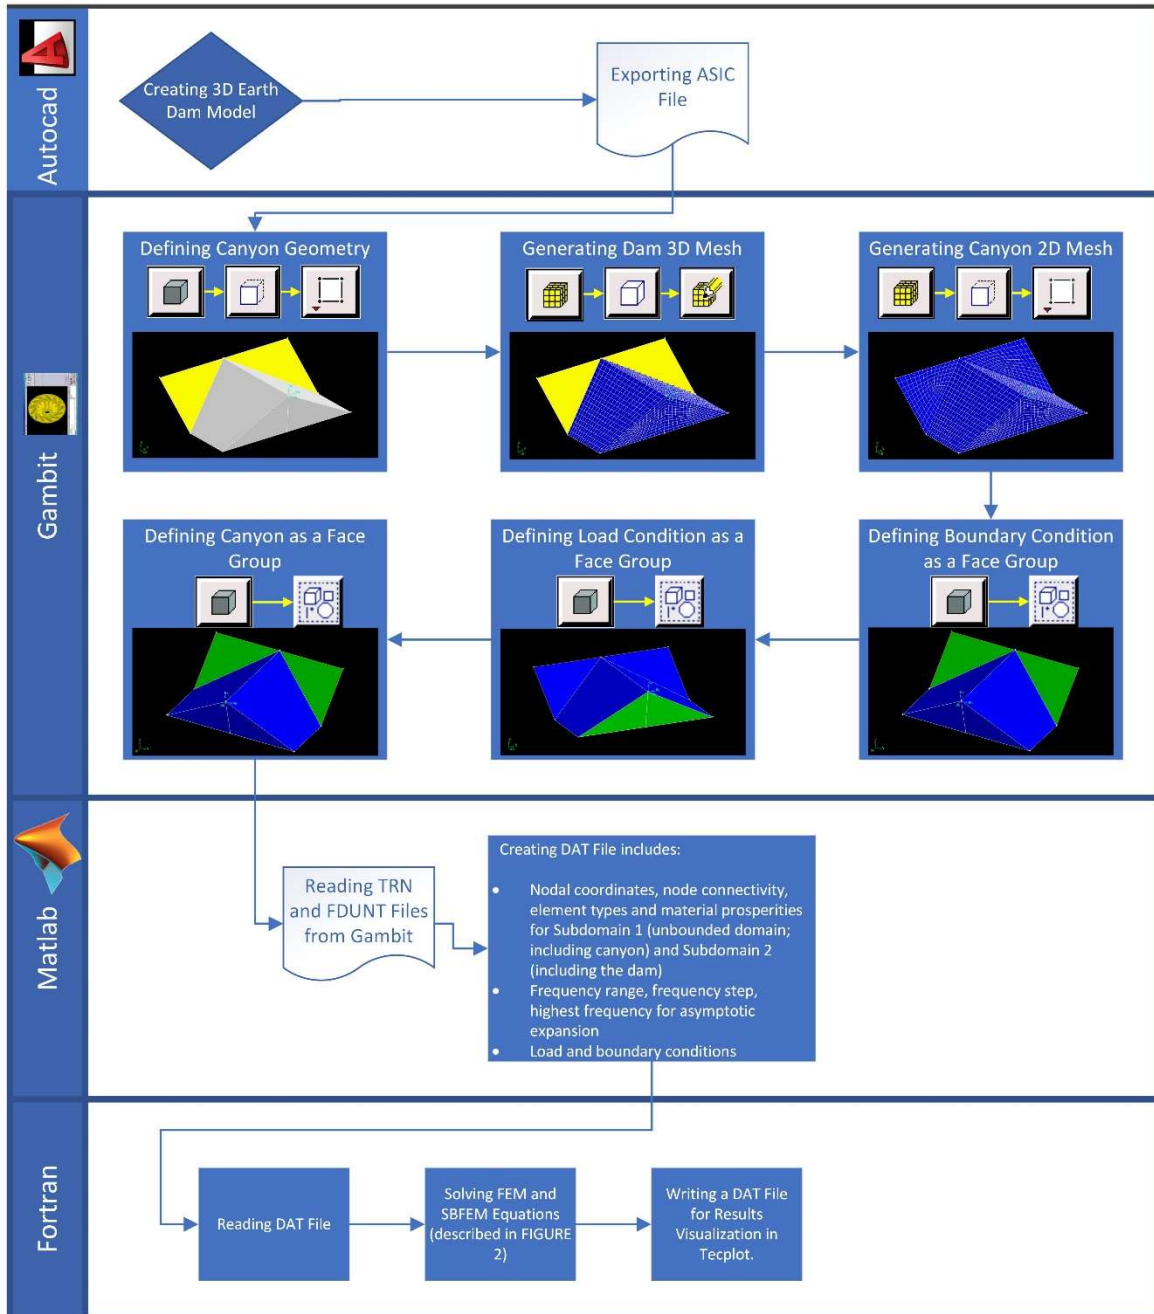 Autocad
Creating 3D Earth
Dam Model
Exporting ASIC
File
Gambit
Defining Canyon Geometry
Generating Dam 3D Mesh
Generating Canyon 2D Mesh
Defining Canyon as a Face
Group
Defining Load Condition as a
Face Group
Defining Boundary Condition
as a Face Group
Matlab
Reading TRN
and FDUNT Files
from Gambit
Creating DAT File includes:
• Nodal coordinates, node connectivity,
element types and material prosperities
for Subdomain 1 (unbounded domain;
including canyon) and Subdomain 2
(including the dam)
• Frequency range, frequency step,
highest frequency for asymptotic
expansion
• Load and boundary conditions
Fortran
Reading DAT File
Solving FEM and
SBFEM Equations
(described in FIGURE
2)
Writing a DAT File
for Results
Visualization in
Tecplot.